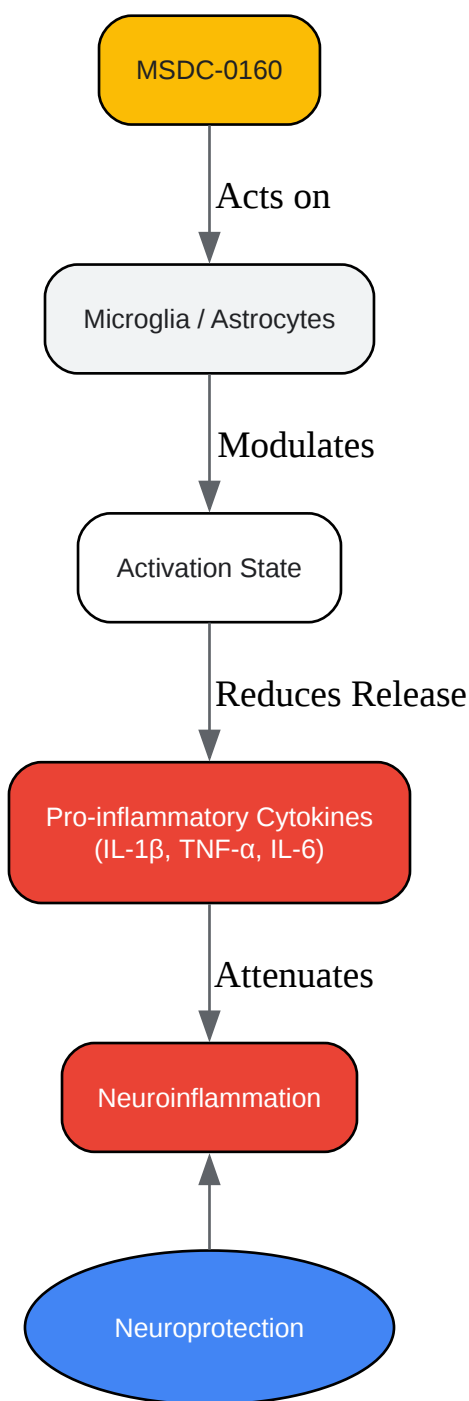 MSDC-0160
Acts on
Microglia / Astrocytes
Modulates
Activation State
Reduces Release
Pro-inflammatory Cytokines
(IL-1β, TNF-α, IL-6)
Attenuates
Neuroinflammation
Neuroprotection